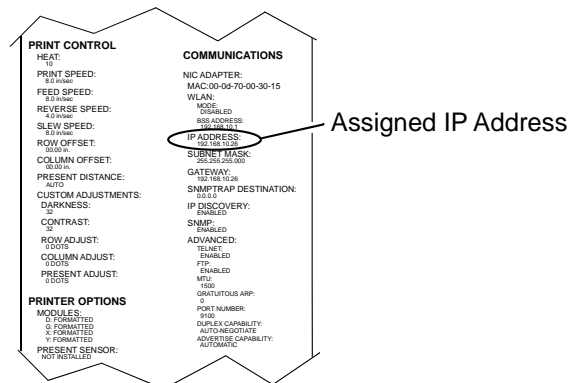 PRINT CONTROL
HEAT:
10
PRINT SPEED:
8.0 in/sec
FEED SPEED:
8.0 in/sec
REVERSE SPEED:
4.0 in/sec
SLEW SPEED:
8.0 in/sec
ROW OFFSET:
00.00 in.
COLUMN OFFSET:
00.00 in.
PRESENT DISTANCE:
AUTO
CUSTOM ADJUSTMENTS:
DARKNESS:
32
CONTRAST:
32
ROW ADJUST:
0 DOTS
COLUMN ADJUST:
0 DOTS
PRESENT ADJUST:
0 DOTS
PRINTER OPTIONS
MODULES:
D: FORMATTED
G: FORMATTED
X: FORMATTED
Y: FORMATTED
PRESENT SENSOR:
NOT INSTALLED
COMMUNICATIONS
NIC ADAPTER:
MAC:00-0d-70-00-30-15
WLAN:
MODE:
DISABLED
BSS ADDRESS:
192.168.10.1
IP ADDRESS:
192.168.10.26
SUBNET MASK:
255.255.255.000
GATEWAY:
192.168.10.26
SNMPTRAP DESTINATION:
0.0.0.0
IP DISCOVERY:
ENABLED
SNMP:
ENABLED
ADVANCED:
TELNET:
ENABLED
FTP:
ENABLED
MTU:
1500
GRATUITOUS ARP:
0
PORT NUMBER:
9100
DUPLEX CAPABILITY:
AUTO-NEGOTIATE
ADVERTISE CAPABILITY:
AUTOMATIC
Assigned IP Address